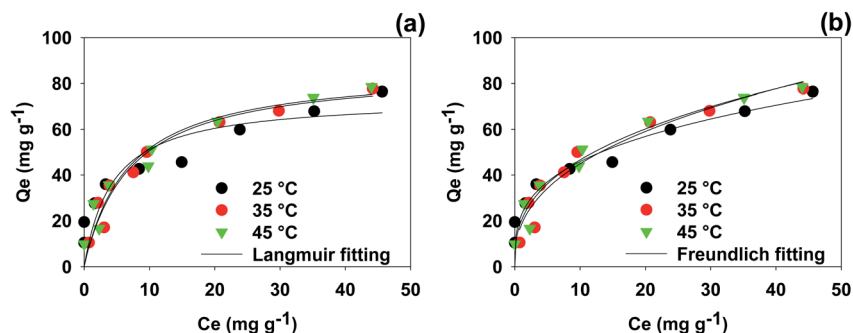 (a)
100
80
60
40
20
0
Qe (mg g⁻¹)
25 °C
35 °C
45 °C
Langmuir fitting
0 10 20 30 40 50
Ce (mg g⁻¹)
(b)
100
80
60
40
20
0
Qe (mg g⁻¹)
25 °C
35 °C
45 °C
Freundlich fitting
0 10 20 30 40 50
Ce (mg g⁻¹)